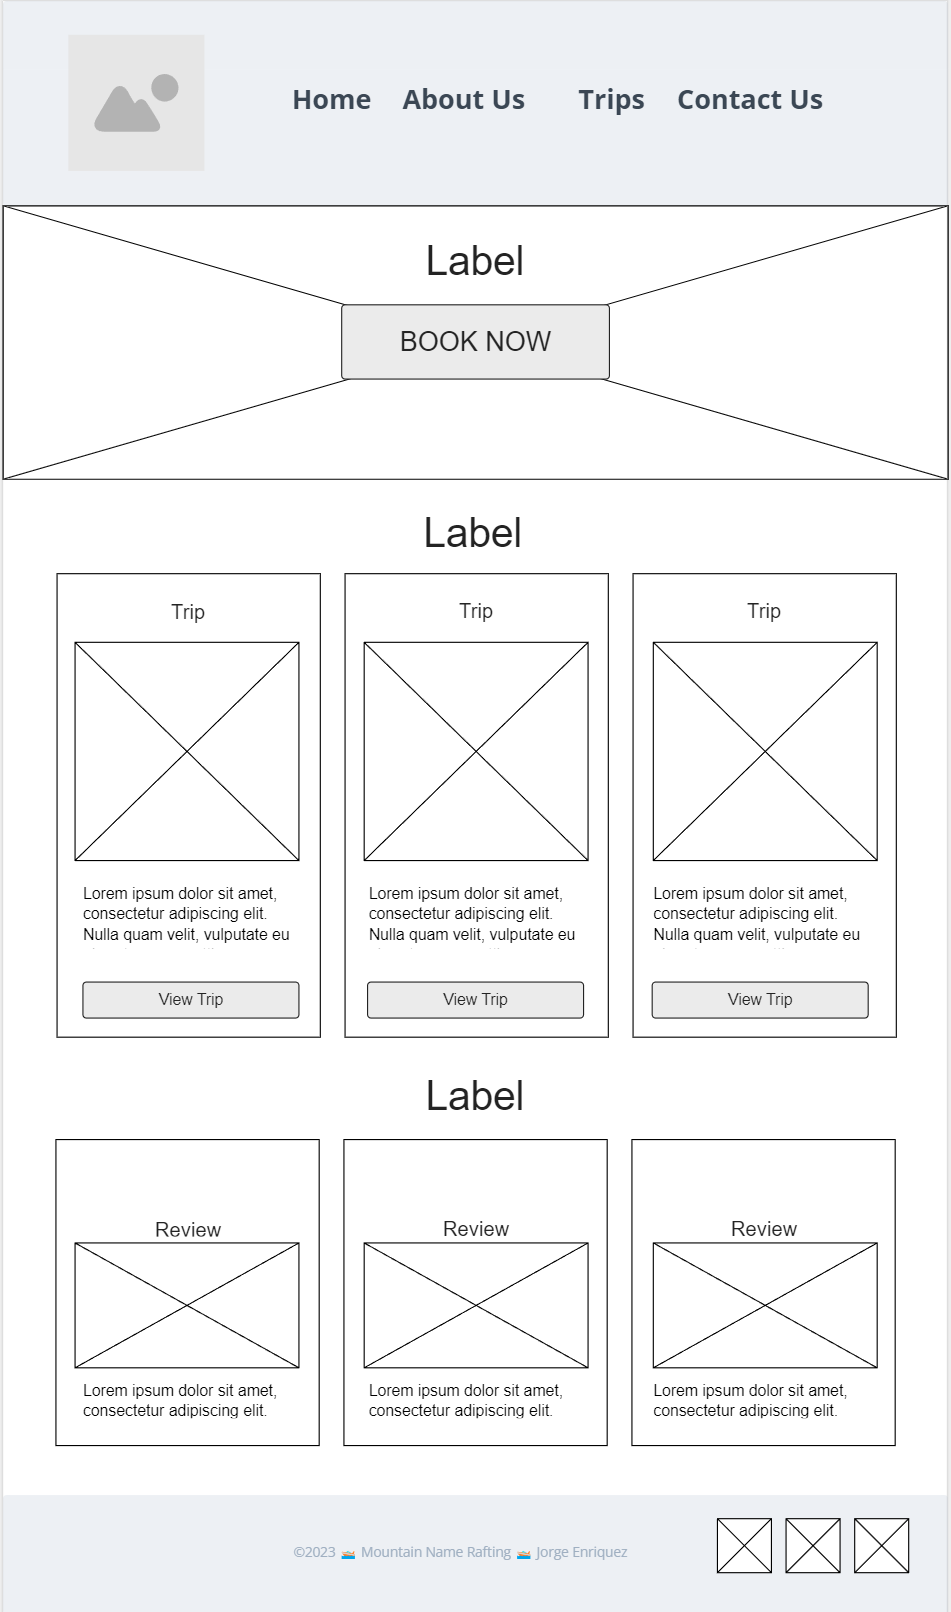 Home About Us Trips Contact Us
Label
BOOK NOW
Label
Trip
Lorem ipsum dolor sit amet,
consectetur adipiscing elit.
Nulla quam velit, vulputate eu
View Trip
Trip
Lorem ipsum dolor sit amet,
consectetur adipiscing elit.
Nulla quam velit, vulputate eu
View Trip
Trip
Lorem ipsum dolor sit amet,
consectetur adipiscing elit.
Nulla quam velit, vulputate eu
View Trip
Label
Review
Lorem ipsum dolor sit amet,
consectetur adipiscing elit.
Review
Lorem ipsum dolor sit amet,
consectetur adipiscing elit.
Review
Lorem ipsum dolor sit amet,
consectetur adipiscing elit.
©2023 🚣 Mountain Name Rafting 🚣 Jorge Enriquez